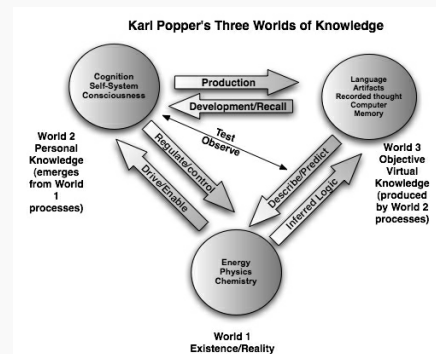 Karl Popper's Three Worlds of Knowledge
Cognition
Self-System
Consciousness
Production
Development/Recall
Language
Artifacts
Recorded thought
Computer
Memory
Test
Observe
World 2
Personal
Knowledge
(emerges
from World
1
processes)
Regulate/control
Drive/Enable
Describe/Predict
Inferred Logic
World 3
Objective
Virtual
Knowledge
(produced
by World 2
processes)
Energy
Physics
Chemistry
World 1
Existence/Reality